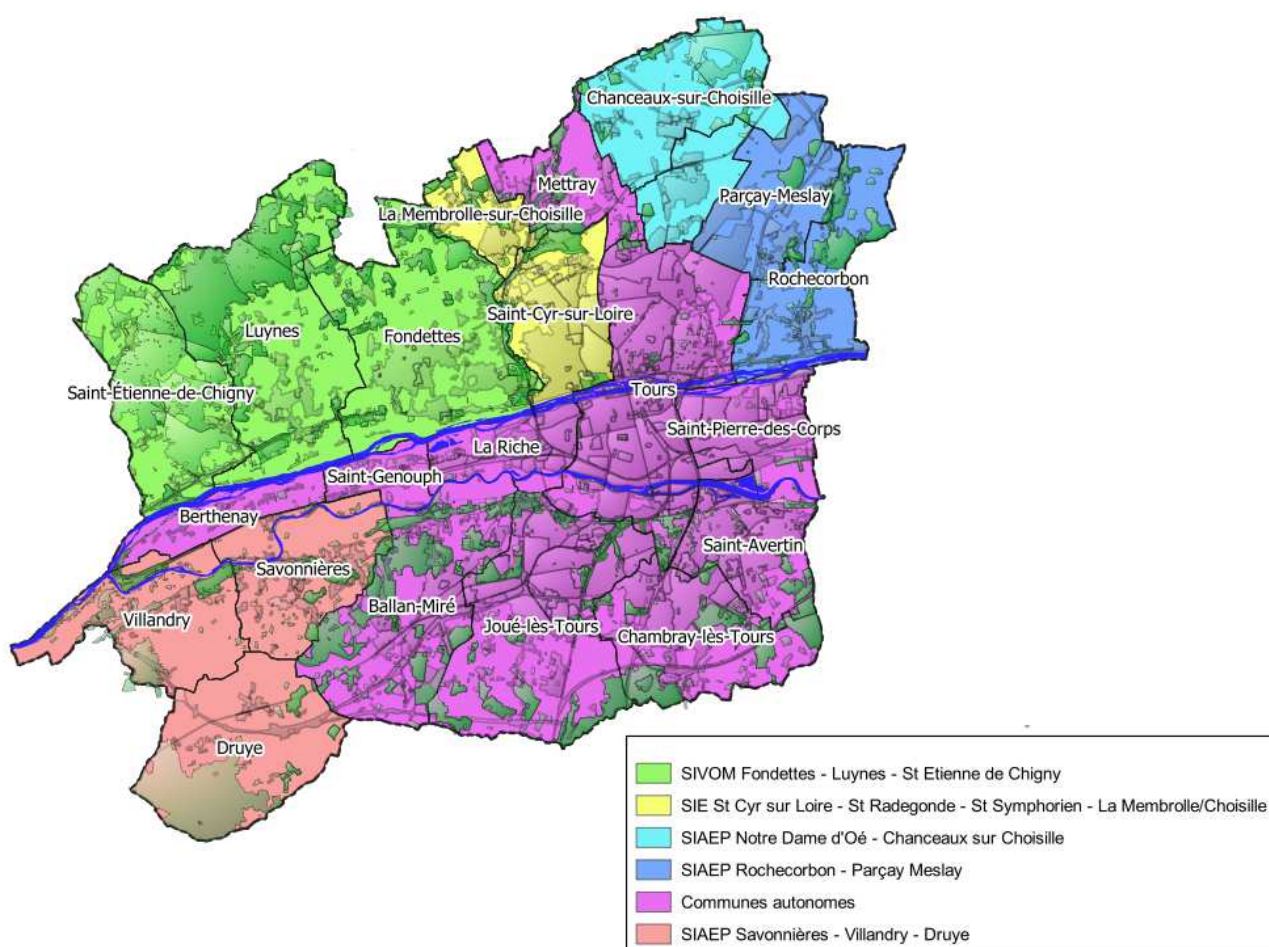 Chanceaux-sur-Choisille
Mettray
Parçay-Meslay
La Membrolle-sur-Choisille
Rochecorbon
Saint-Cyr-sur-Loire
Luynes
Fondettes
Saint-Étienne-de-Chigny
Tours
Saint-Pierre-des-Corps
La Riche
Saint-Genouph
Berthenay
Saint-Avertin
Savonnières
Ballan-Miré
Villandry
Joué-lès-Tours
Chambray-lès-Tours
Druye
SIVOM Fondettes - Luynes - St Etienne de Chigny
SIE St Cyr sur Loire - St Radegonde - St Symphorien - La Membrolle/Choisille
SIAEP Notre Dame d'Oé - Chanceaux sur Choisille
SIAEP Rochecorbon - Parçay Meslay
Communes autonomes
SIAEP Savonnières - Villandry - Druye